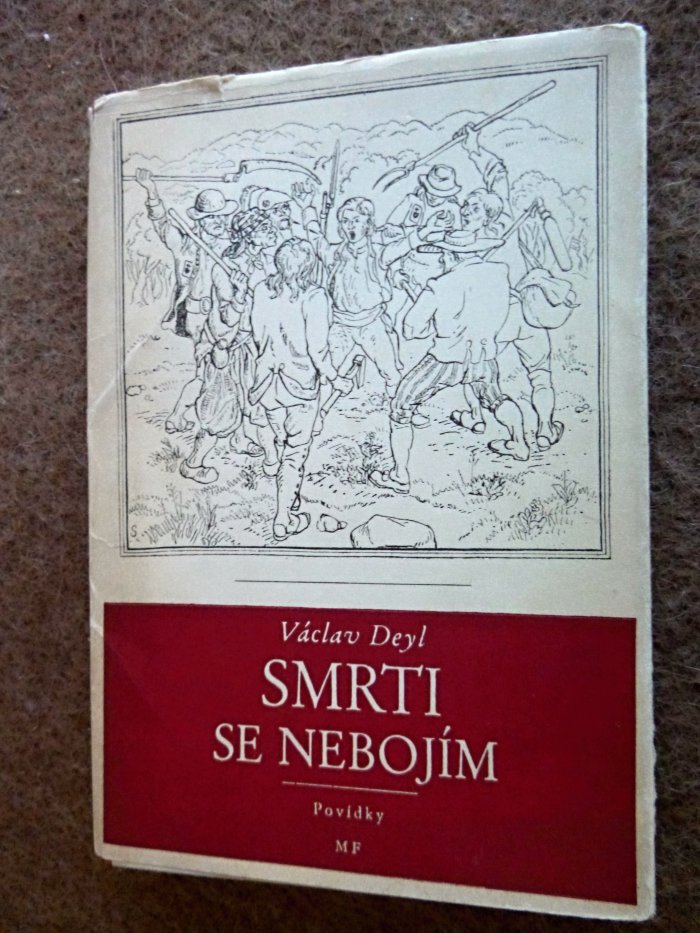 Václav Deyl
SMRTI
SE NEBOJÍM
Povídky
MF